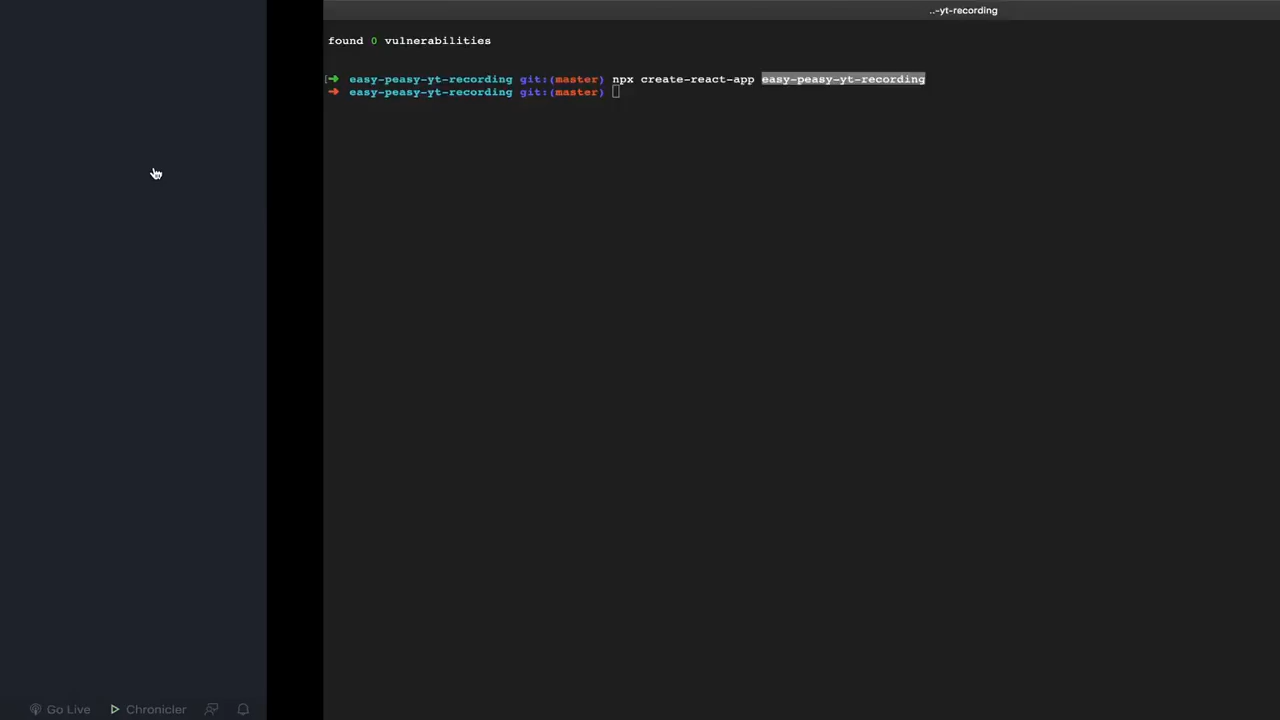 ..-yt-recording
found 0 vulnerabilities
[➜ easy-peasy-yt-recording git:(master) npx create-react-app easy-peasy-yt-recording
➜ easy-peasy-yt-recording git:(master)
Go Live Chronicler